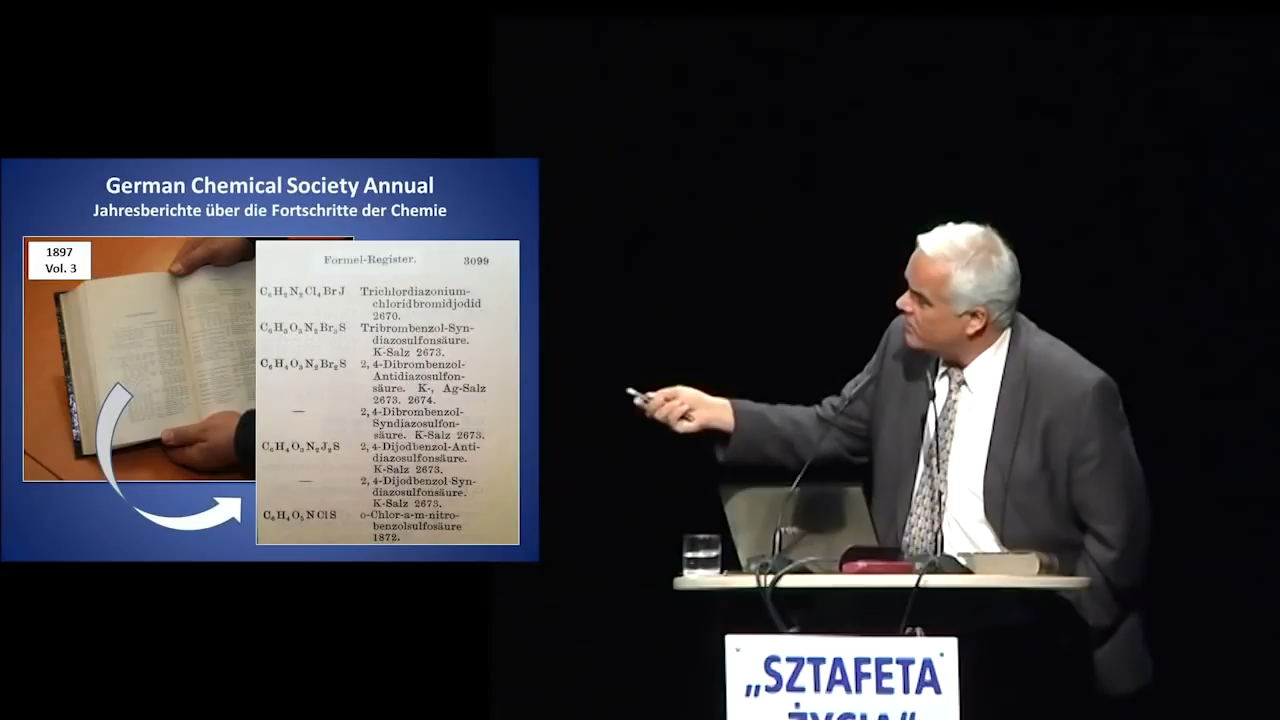 German Chemical Society Annual
Jahresberichte über die Fortschritte der Chemie
1897
Vol. 3
Formel-Register. 3099
C₆H₂N₂Cl₄BrJ Trichlordiazonium-
chloridbromidjodid
2670.
C₆H₃O₃N₂Br₃S Tribrombenzol-Syn-
diazosulfonsäure.
K-Salz 2673.
C₆H₄O₃N₂Br₂S 2,4-Dibrombenzol-
Antidiazosulfon-
säure. K-, Ag-Salz
2673. 2674.
— 2,4-Dibrombenzol-
Syndiazosulfon-
säure. K-Salz 2673.
C₆H₄O₃N₂J₂S 2,4-Dijodbenzol-Anti-
diazosulfonsäure.
K-Salz 2673.
— 2,4-Dijodbenzol-Syn-
diazosulfonsäure.
K-Salz 2673.
C₆H₄O₅NClS o-Chlor-a-m-nitro-
benzolsulfosäure
1872.
„SZTAFETA
ŻYCIA"